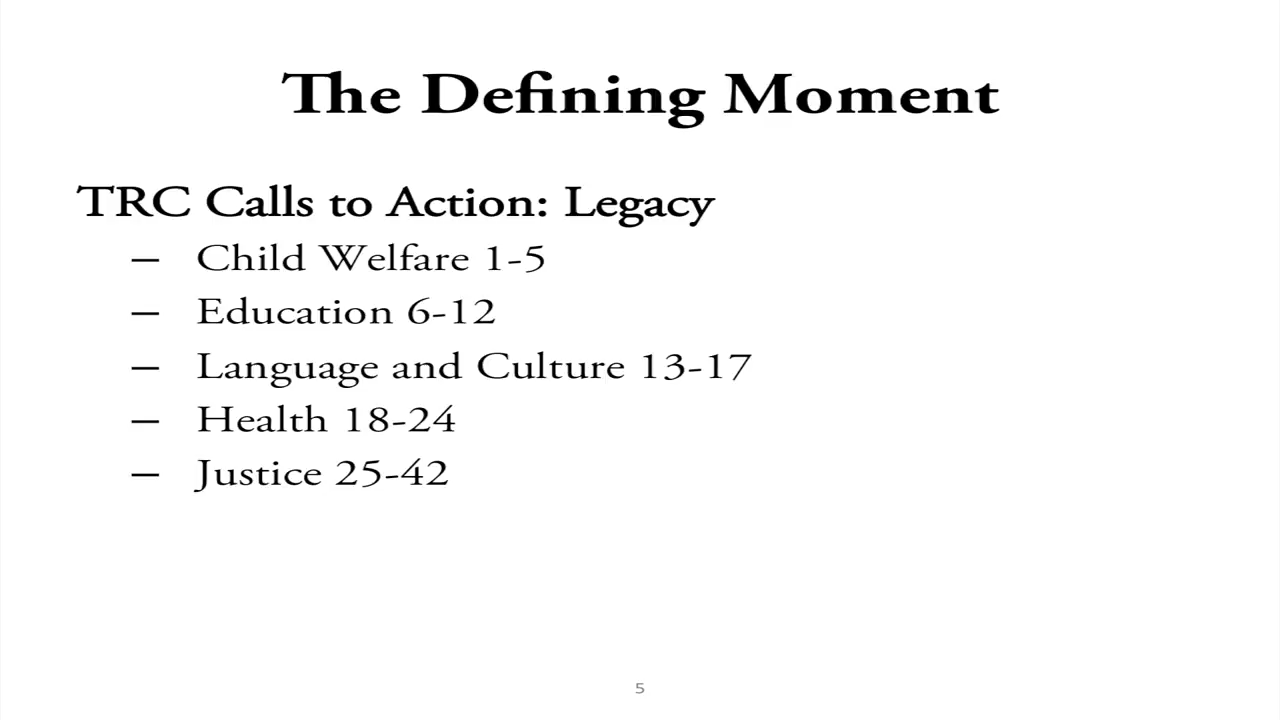 The Defining Moment
TRC Calls to Action: Legacy
– Child Welfare 1-5
– Education 6-12
– Language and Culture 13-17
– Health 18-24
– Justice 25-42
5